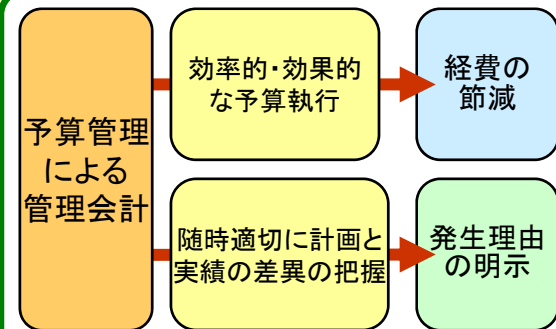 予算管理
による
管理会計
効率的・効果的
な予算執行
経費の
節減
随時適切に計画と
実績の差異の把握
発生理由
の明示